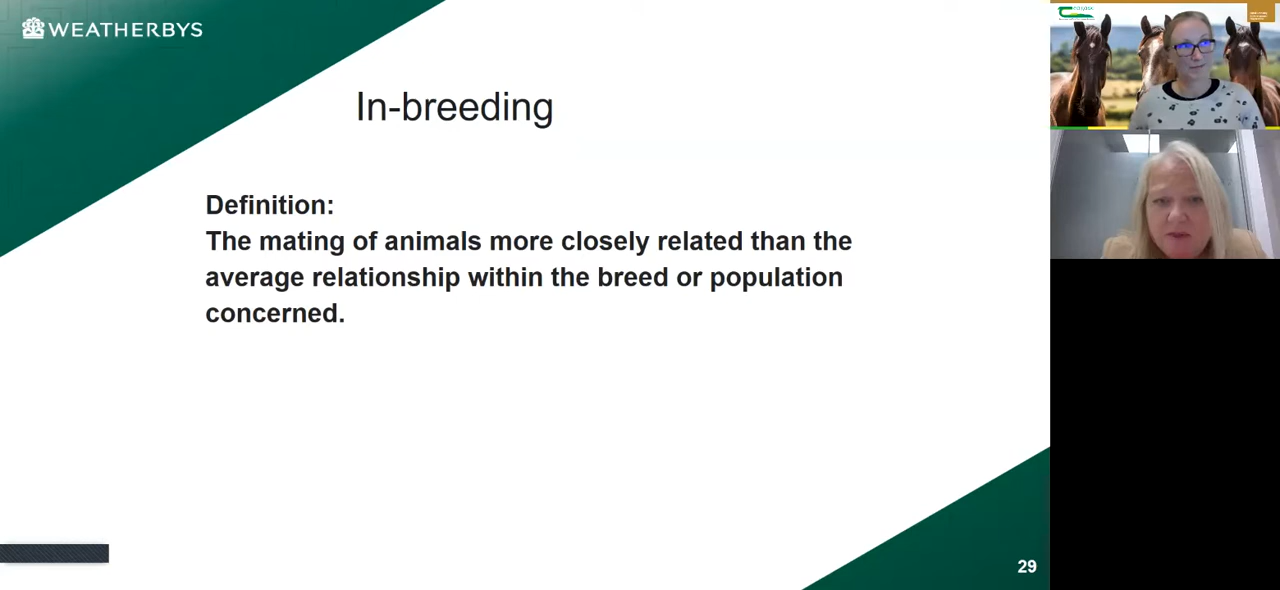 WEATHERBYS
In-breeding
Definition:
The mating of animals more closely related than the
average relationship within the breed or population
concerned.
29